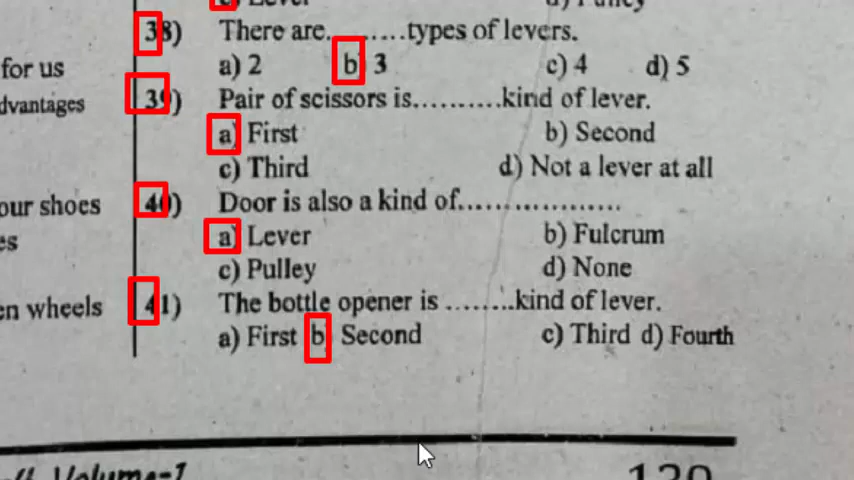 38) There are.........types of levers.
for us
a) 2 b) 3 c) 4 d) 5
39) Pair of scissors is..........kind of lever.
dvantages
a) First b) Second
c) Third d) Not a lever at all
40) Door is also a kind of..................
our shoes
a) Lever b) Fulcrum
es
c) Pulley d) None
41) The bottle opener is ........kind of lever.
en wheels
a) First b) Second c) Third d) Fourth
Volume-1